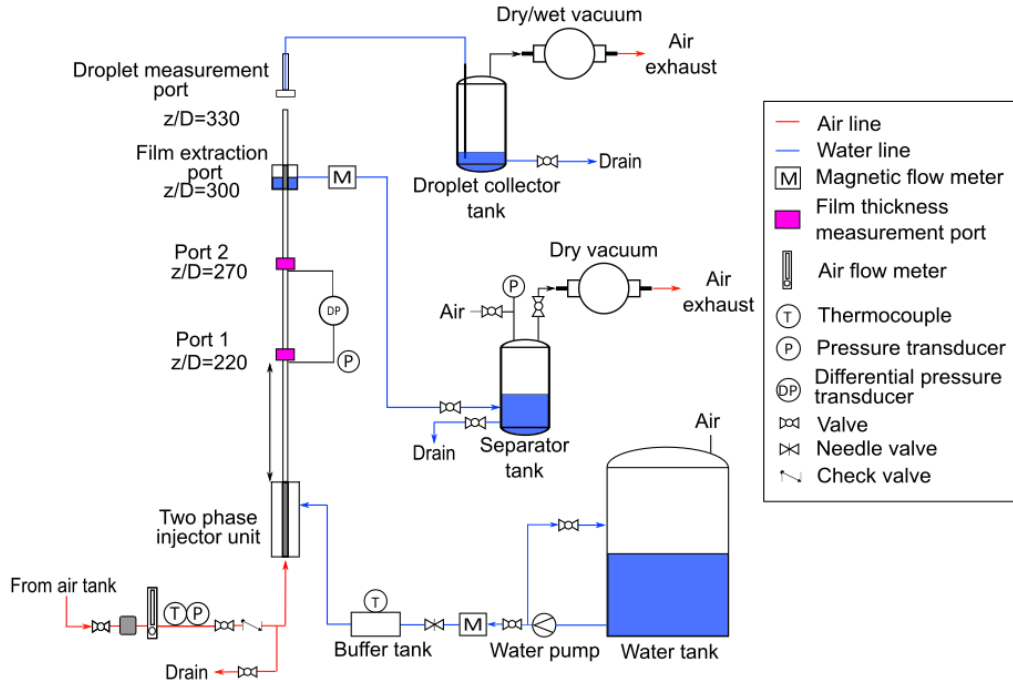 Dry/wet vacuum
Air
exhaust
Droplet measurement
port
z/D=330
Film extraction
port
z/D=300
M
Drain
Droplet collector
tank
Port 2
z/D=270
DP
Port 1
z/D=220
P
Dry vacuum
P
Air
Air
exhaust
Drain
Separator
tank
Air
Two phase
injector unit
From air tank
T
P
Drain
T
Buffer tank
M
Water pump
Water tank
Air line
Water line
M
Magnetic flow meter
Film thickness
measurement port
Air flow meter
T
Thermocouple
P
Pressure transducer
DP
Differential pressure
transducer
Valve
Needle valve
Check valve